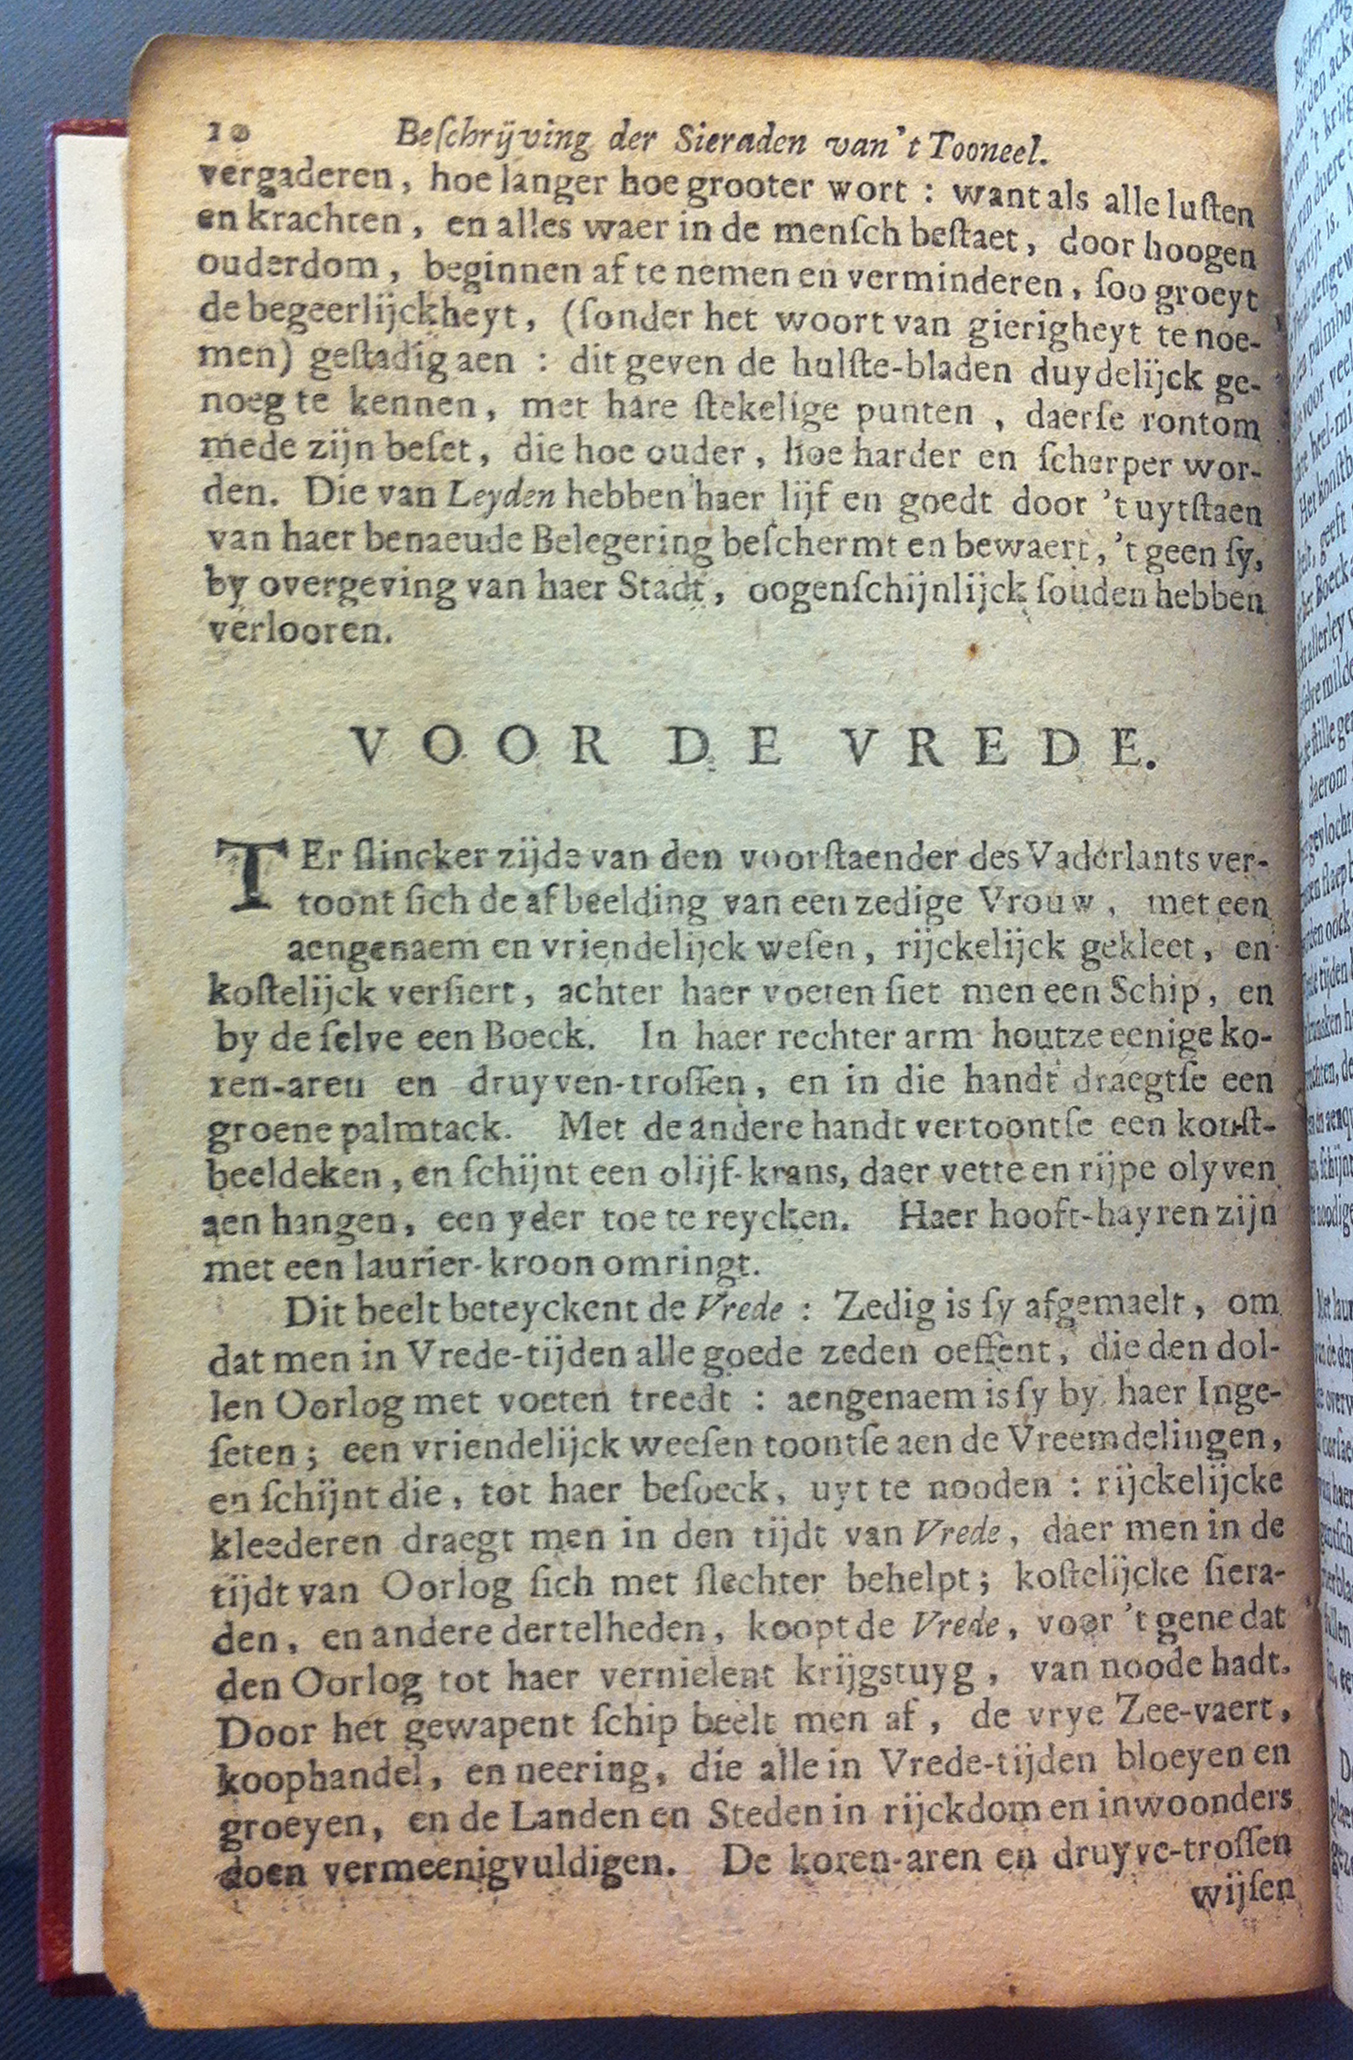 10 Beſchrijving der Sieraden van't Tooneel.
vergaderen, hoe langer hoe grooter wort : want als alle luſten
en krachten, en alles waer in de menſch beſtaet, door hoogen
ouderdom, beginnen af te nemen en verminderen, ſoo groeyt
de begeerlijckheyt, (ſonder het woort van gierigheyt te noe-
men) geſtadig aen : dit geven de hulſte-bladen duydelijck ge-
noeg te kennen, met hare ſtekelige punten, daerſe rontom
mede zijn beſet, die hoe ouder, hoe harder en ſcherper wor-
den. Die van Leyden hebben haer lijf en goedt door 't uytſtaen
van haer benaeude Belegering beſchermt en bewaert, 't geen ſy,
by overgeving van haer Stadt, oogenſchijnlijck ſouden hebben
verlooren.
VOOR DE VREDE.
TEr ſlincker zijde van den voorſtaender des Vaderlants ver-
toont ſich de afbeelding van een zedige Vrouw, met een
aengenaem en vriendelijck weſen, rijckelijck gekleet, en
koſtelijck verſiert, achter haer voeten ſiet men een Schip, en
by de ſelve een Boeck. In haer rechter arm houtze eenige ko-
ren-aren en druyven-troſſen, en in die handt draegtſe een
groene palmtack. Met de andere handt vertoontſe een konſt-
beeldeken, en ſchijnt een olijf-krans, daer vette en rijpe olyven
aen hangen, een yder toe te reycken. Haer hooft-hayren zijn
met een laurier-kroon omringt.
Dit beelt beteyckent de Vrede : Zedig is ſy afgemaelt, om
dat men in Vrede-tijden alle goede zeden oeffent, die den dol-
len Oorlog met voeten treedt : aengenaem is ſy by haer Inge-
ſeten ; een vriendelijck weeſen toontſe aen de Vreemdelingen,
en ſchijnt die, tot haer beſoeck, uyt te nooden : rijckelijcke
kleederen draegt men in den tijdt van Vrede, daer men in de
tijdt van Oorlog ſich met ſlechter behelpt ; koſtelijcke ſiera-
den, en andere dertelheden, koopt de Vrede, voor 't gene dat
den Oorlog tot haer vernielent krijgstuyg, van noode hadt.
Door het gewapent ſchip beelt men af, de vrye Zee-vaert,
koophandel, en neering, die alle in Vrede-tijden bloeyen en
groeyen, en de Landen en Steden in rijckdom en inwoonders
doen vermeenigvuldigen. De koren-aren en druyve-troſſen
wijſen